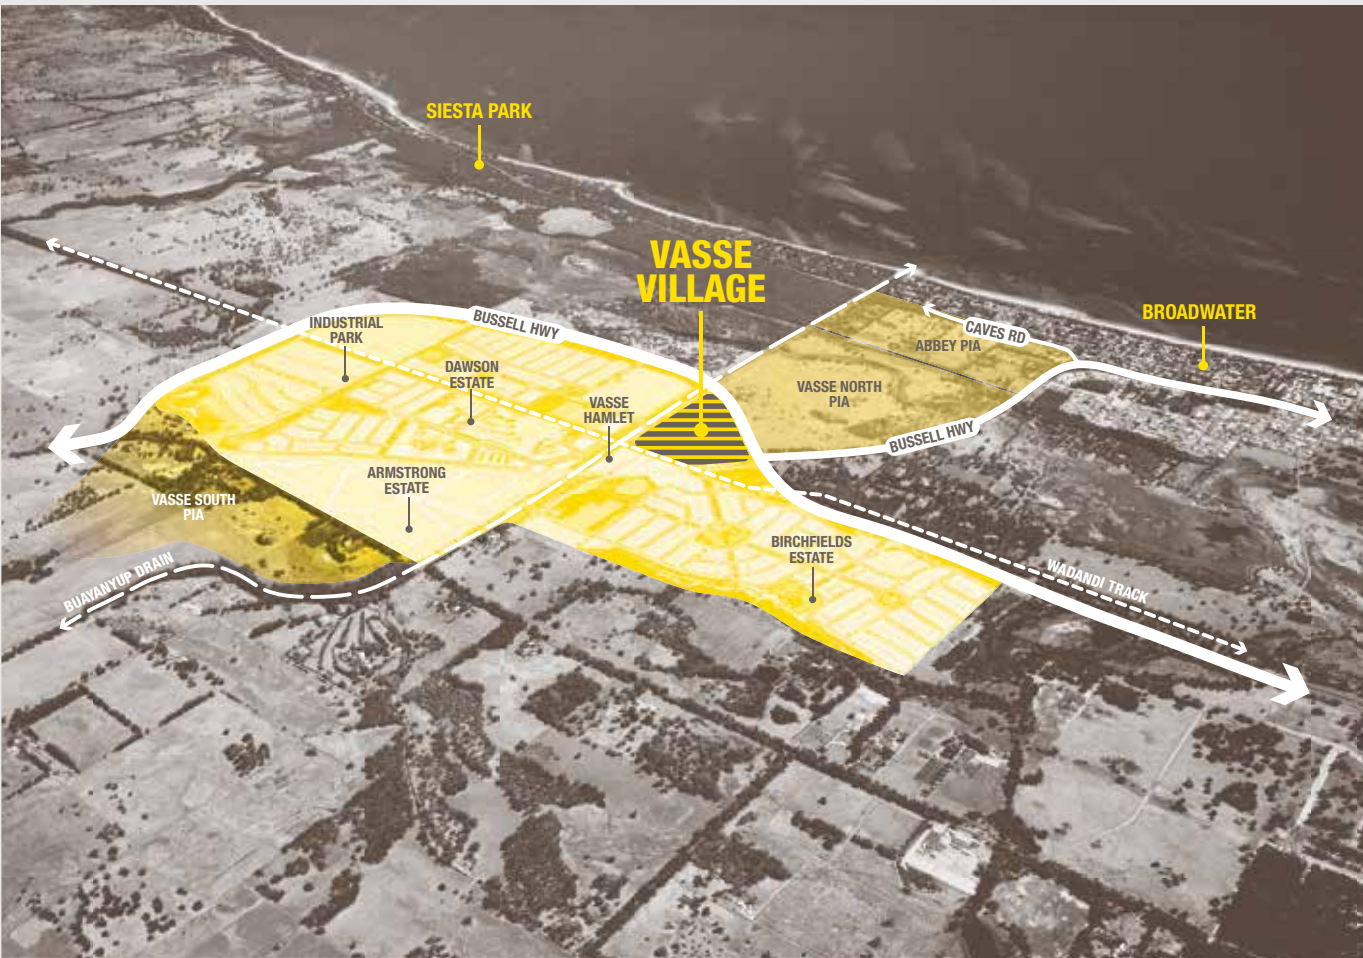 SIESTA PARK
VASSE
VILLAGE
BROADWATER
INDUSTRIAL
PARK
BUSSELL HWY
CAVES RD
ABBEY PIA
DAWSON
ESTATE
VASSE NORTH
PIA
VASSE
HAMLET
BUSSELL HWY
ARMSTRONG
ESTATE
VASSE SOUTH
PIA
BIRCHFIELDS
ESTATE
BUAYANYUP DRAIN
WADANDI TRACK